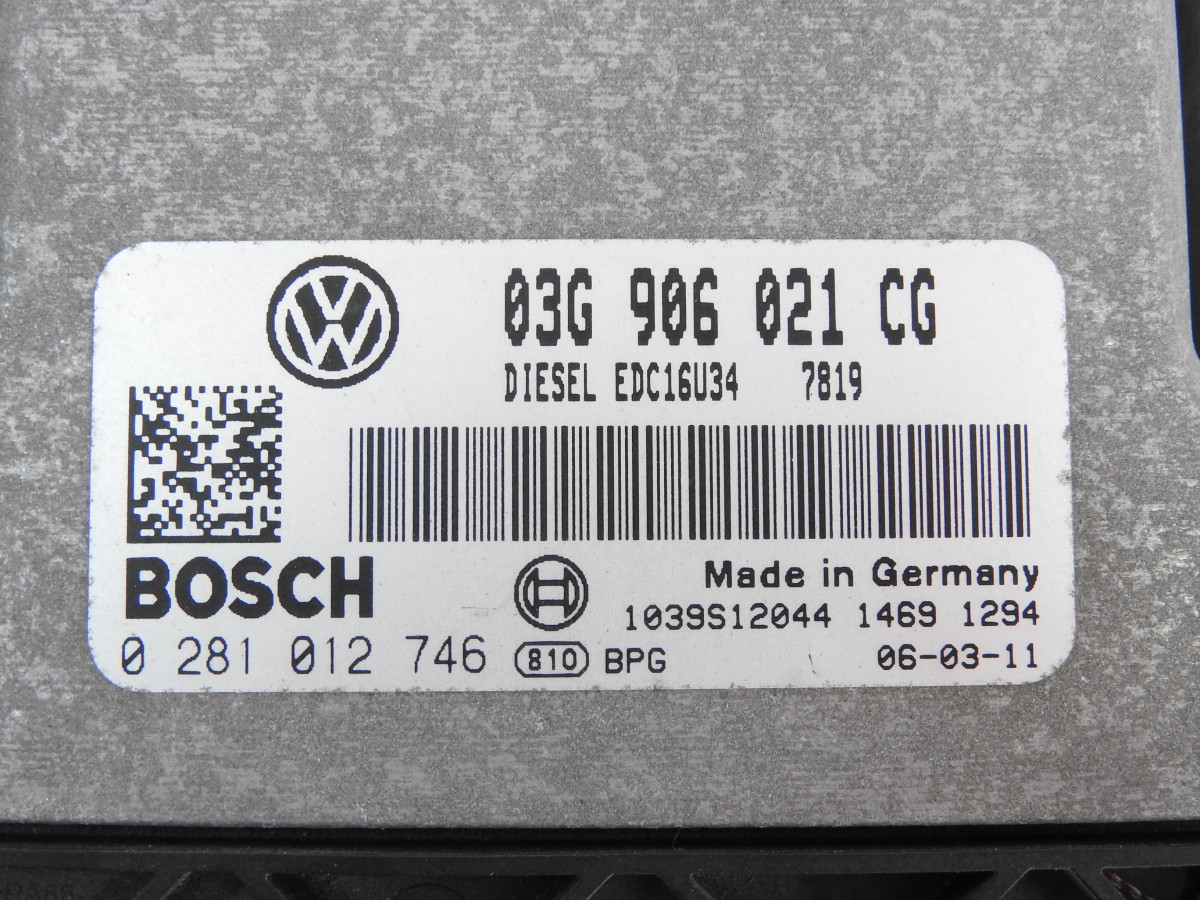 03G 906 021 CG
DIESEL EDC16U34 7819
BOSCH
Made in Germany
1039S12044 1469 1294
0 281 012 746 810 BPG 06-03-11